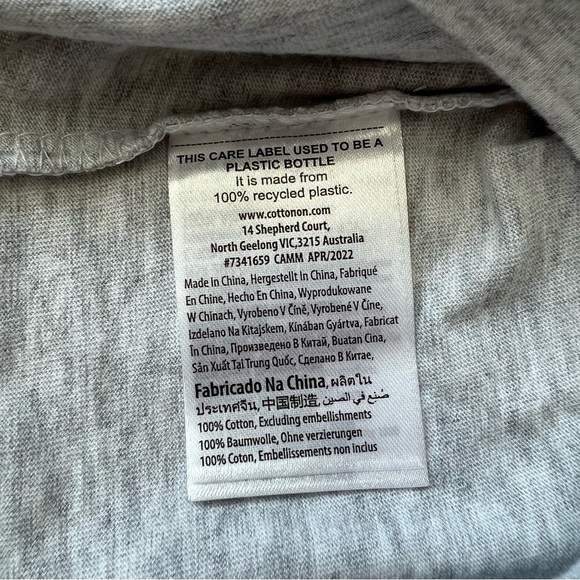 THIS CARE LABEL USED TO BE A
PLASTIC BOTTLE
It is made from
100% recycled plastic.
www.cottonon.com
14 Shepherd Court,
North Geelong VIC,3215 Australia
#7341659 CAMM APR/2022
Made in China, Hergestellt In China, Fabriqué
En Chine, Hecho En China, Wyprodukowane
W Chinach, Vyrobeno V Číně, Vyrobené V Číne,
Izdelano Na Kitajskem, Kínában Gyártva, Fabricat
În China, Произведено В Китай, Buatan Cina,
Sản Xuất Tại Trung Quốc, Сделано В Китае,
Fabricado Na China, ผลิตใน
ประเทศจีน, 中国制造, صُنع في الصين
100% Cotton, Excluding embellishments
100% Baumwolle, Ohne verzierungen
100% Coton, Embellissements non inclus